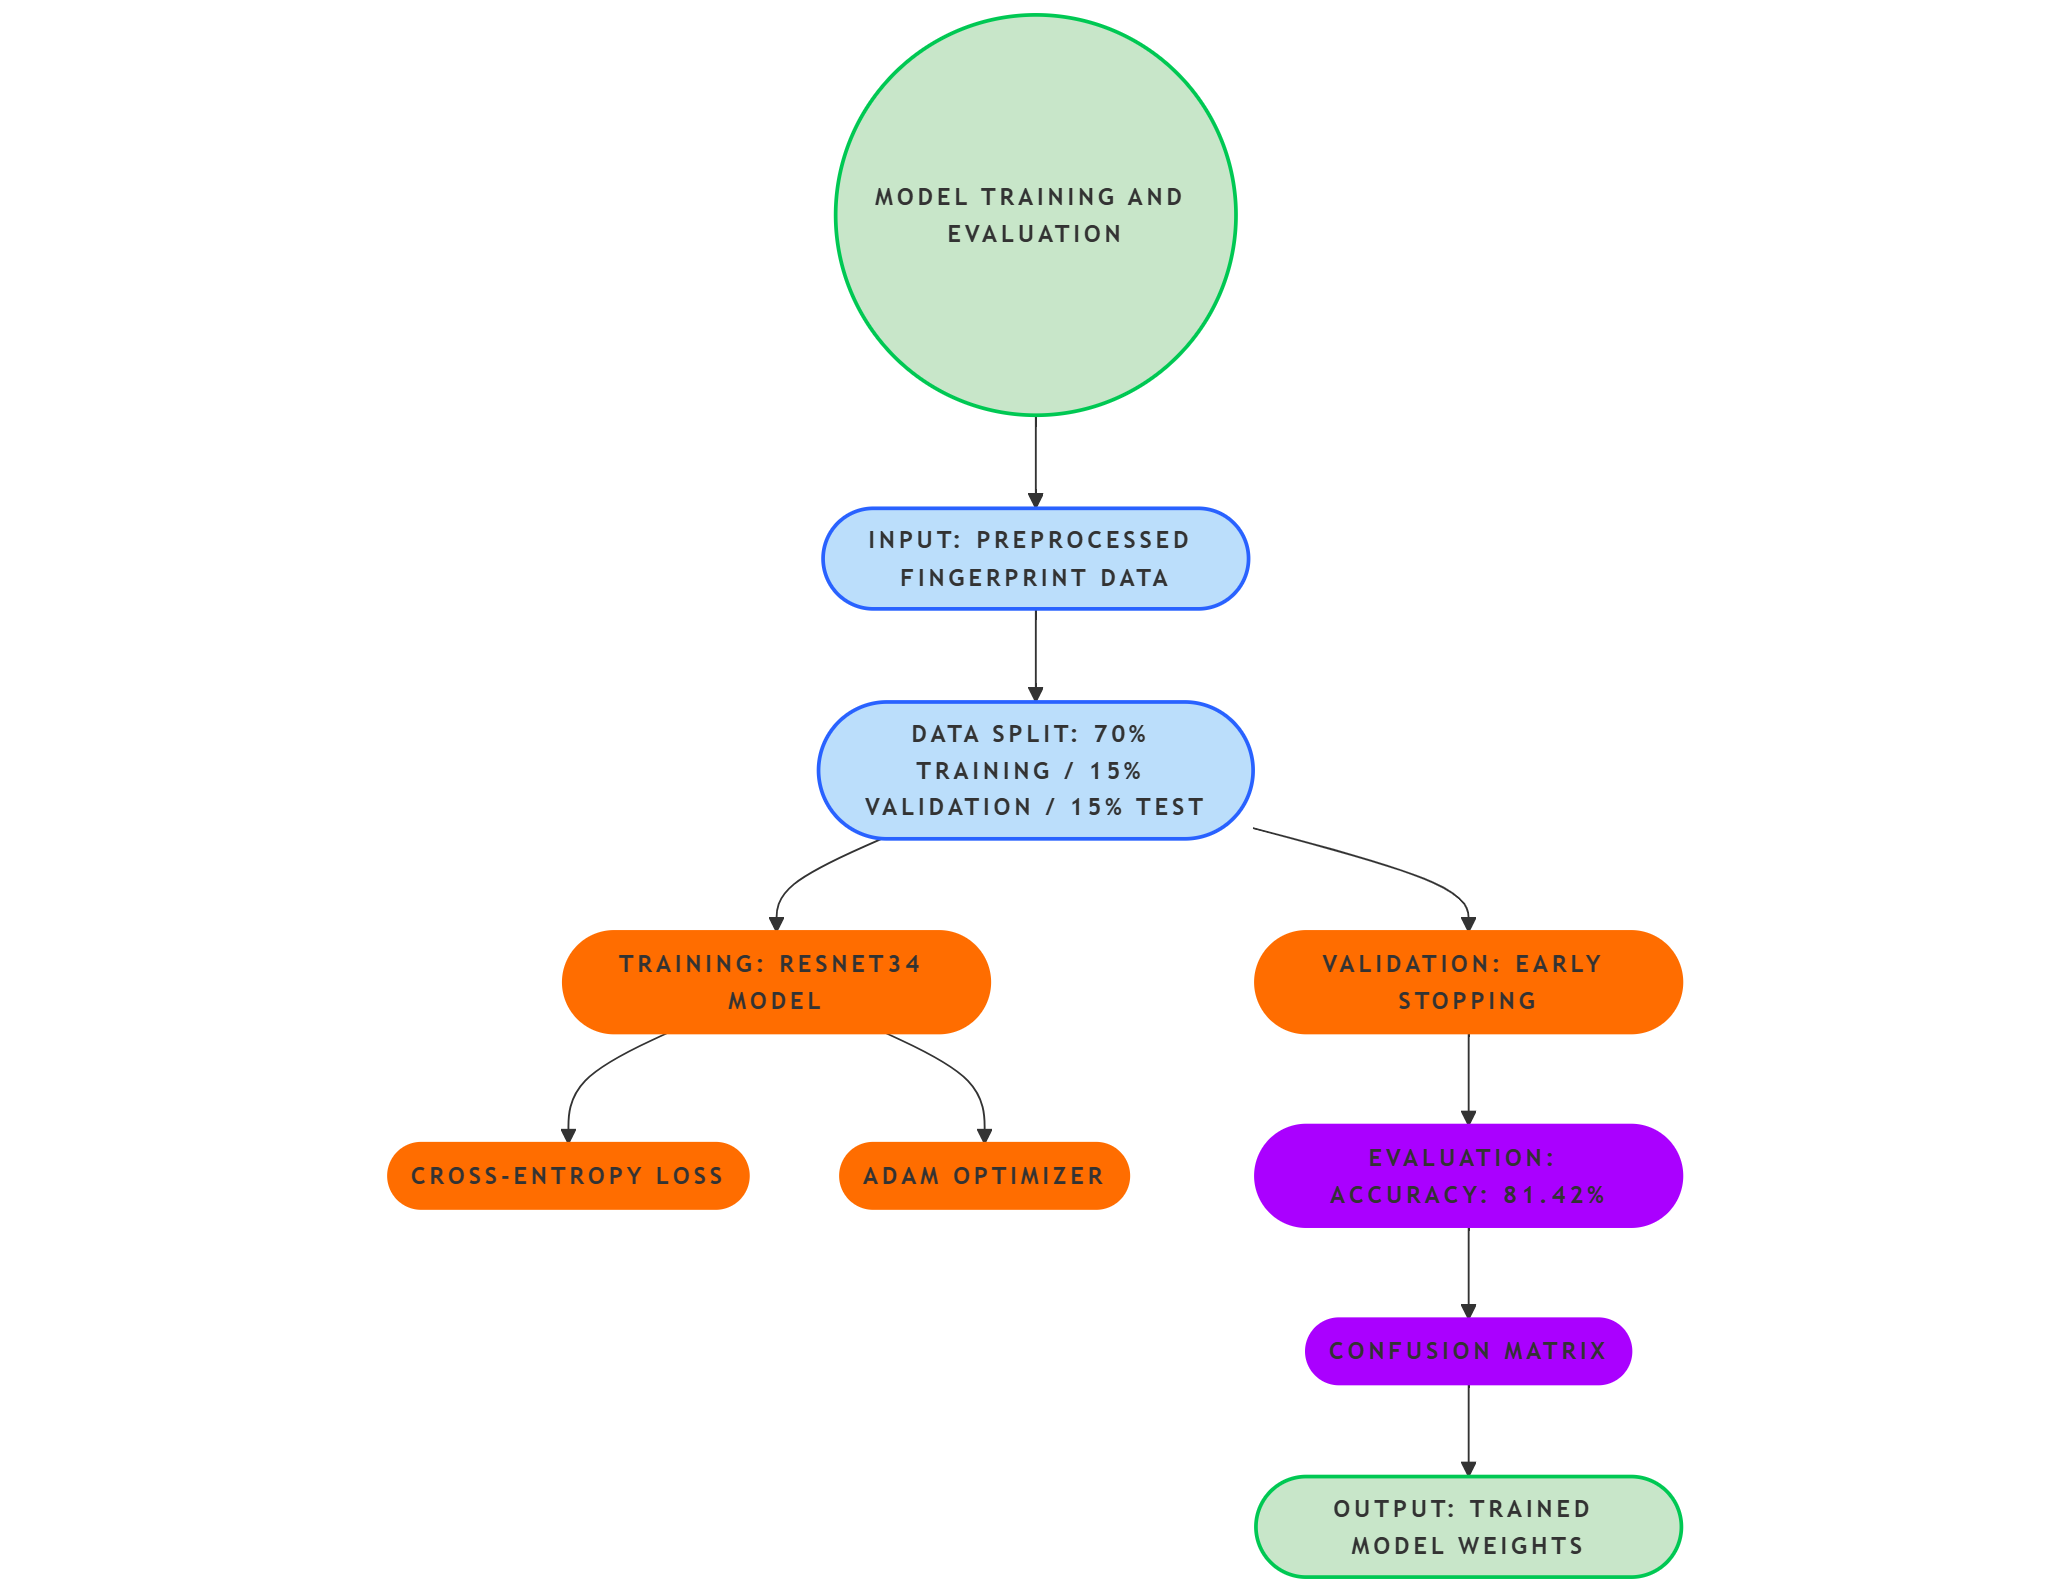 MODEL TRAINING AND
EVALUATION
INPUT: PREPROCESSED
FINGERPRINT DATA
DATA SPLIT: 70%
TRAINING / 15%
VALIDATION / 15% TEST
TRAINING: RESNET34
MODEL
VALIDATION: EARLY
STOPPING
CROSS-ENTROPY LOSS
ADAM OPTIMIZER
EVALUATION:
ACCURACY: 81.42%
CONFUSION MATRIX
OUTPUT: TRAINED
MODEL WEIGHTS